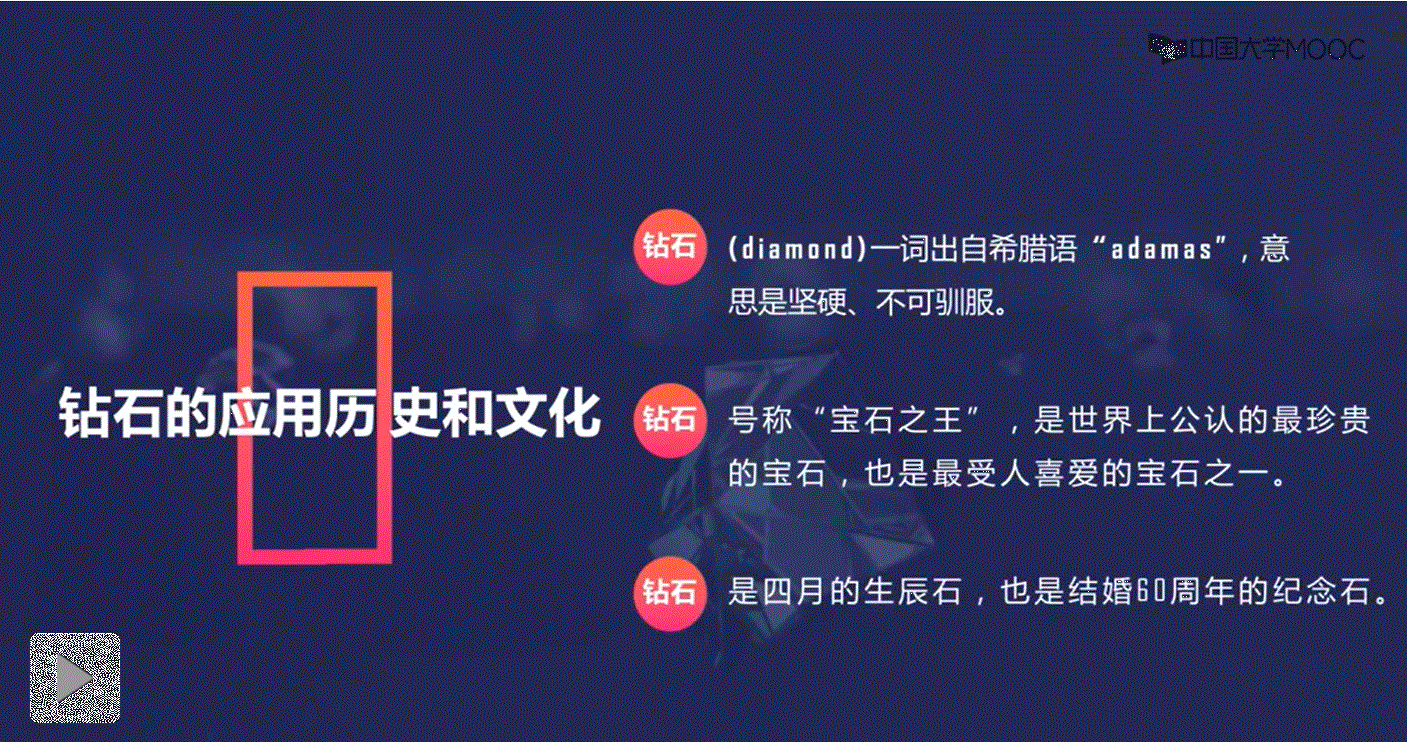 中国大学MOOC
钻石的应用历史和文化
钻石 (diamond)一词出自希腊语“adamas”，意
思是坚硬、不可驯服。
钻石 号称“宝石之王”，是世界上公认的最珍贵
的宝石，也是最受人喜爱的宝石之一。
钻石 是四月的生辰石，也是结婚60周年的纪念石。